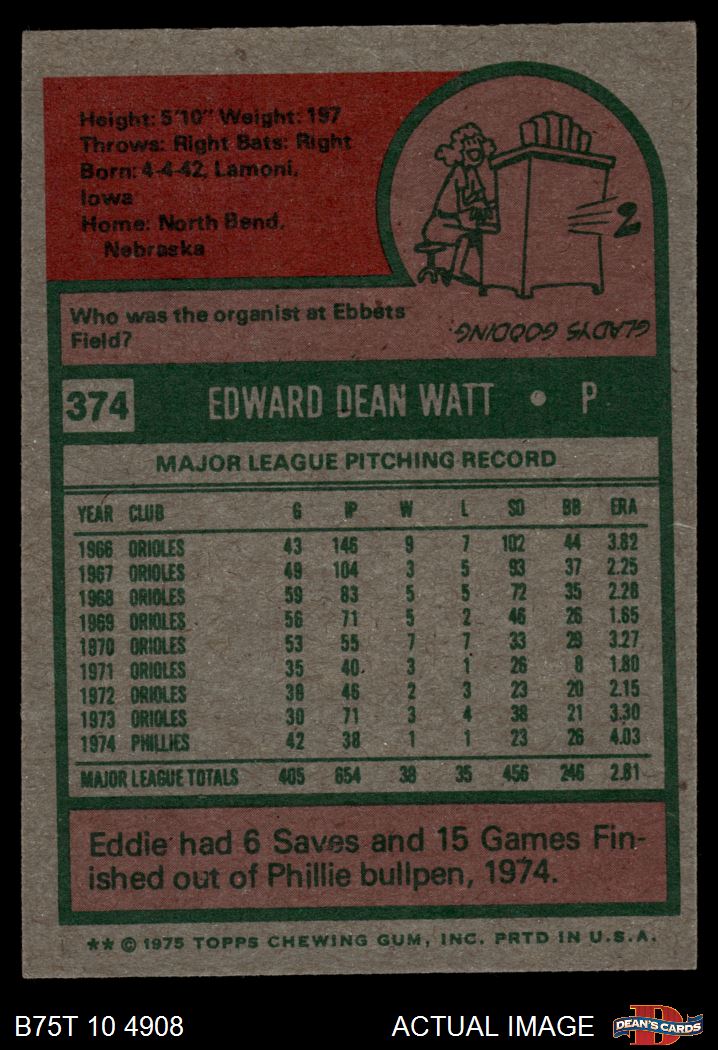 Height: 5'10" Weight: 197
Throws: Right Bats: Right
Born: 4-4-42, Lamoni,
Iowa
Home: North Bend,
Nebraska
2
Who was the organist at Ebbets
Field?
GLADYS GOODING
374 EDWARD DEAN WATT • P
MAJOR LEAGUE PITCHING RECORD
YEAR CLUB G IP W L SO BB ERA
1966 ORIOLES 43 146 9 7 102 44 3.82
1967 ORIOLES 49 104 3 5 93 37 2.25
1968 ORIOLES 59 83 5 5 72 35 2.28
1969 ORIOLES 56 71 5 2 46 26 1.65
1970 ORIOLES 53 55 7 7 33 29 3.27
1971 ORIOLES 35 40 3 1 26 8 1.80
1972 ORIOLES 38 46 2 3 23 20 2.15
1973 ORIOLES 30 71 3 4 38 21 3.30
1974 PHILLIES 42 38 1 1 23 26 4.03
MAJOR LEAGUE TOTALS 405 654 38 35 456 246 2.81
Eddie had 6 Saves and 15 Games Fin-
ished out of Phillie bullpen, 1974.
** © 1975 TOPPS CHEWING GUM, INC. PRTD IN U.S.A.
B75T 10 4908 ACTUAL IMAGE D DEAN'S CARDS